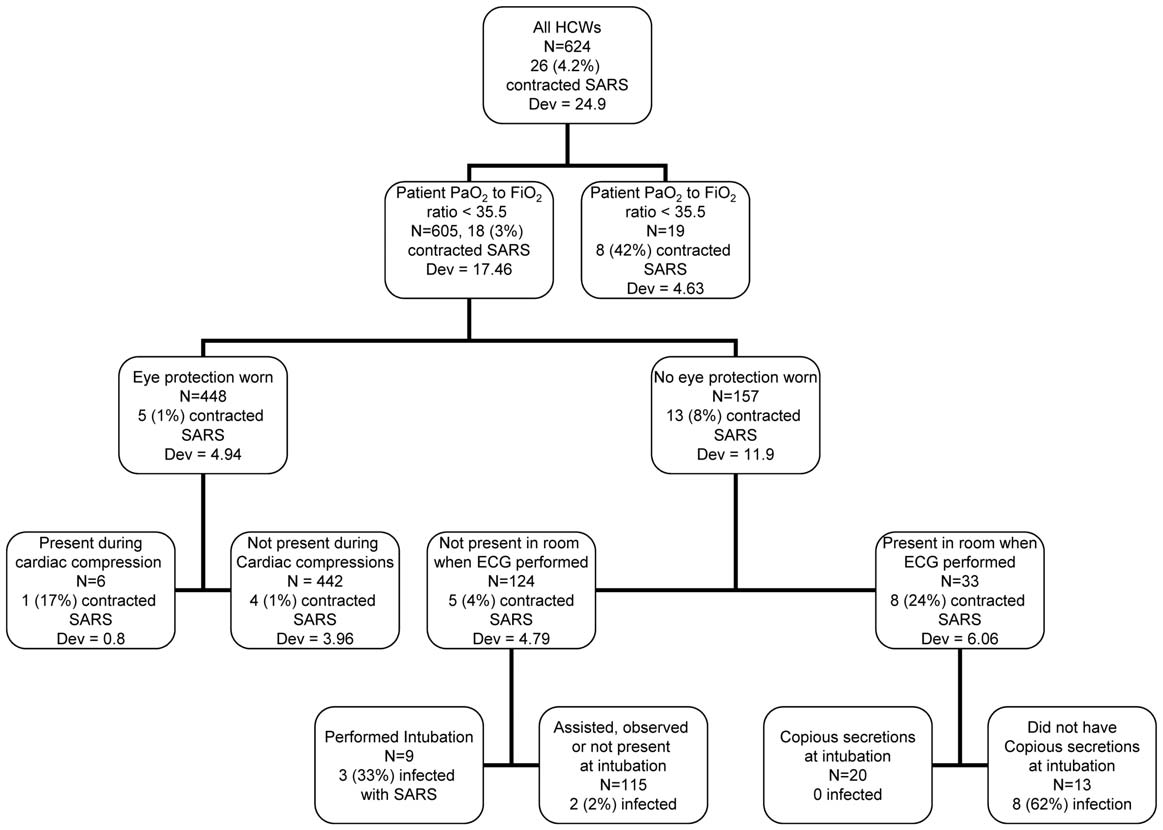 All HCWs
N=624
26 (4.2%)
contracted SARS
Dev = 24.9
Patient PaO₂ to FiO₂
ratio < 35.5
N=605, 18 (3%)
contracted SARS
Dev = 17.46
Patient PaO₂ to FiO₂
ratio < 35.5
N=19
8 (42%) contracted
SARS
Dev = 4.63
Eye protection worn
N=448
5 (1%) contracted
SARS
Dev = 4.94
No eye protection worn
N=157
13 (8%) contracted
SARS
Dev = 11.9
Present during
cardiac compression
N=6
1 (17%) contracted
SARS
Dev = 0.8
Not present during
Cardiac compressions
N = 442
4 (1%) contracted
SARS
Dev = 3.96
Not present in room
when ECG performed
N=124
5 (4%) contracted
SARS
Dev = 4.79
Present in room when
ECG performed
N=33
8 (24%) contracted
SARS
Dev = 6.06
Performed Intubation
N=9
3 (33%) infected
with SARS
Assisted, observed
or not present
at intubation
N=115
2 (2%) infected
Copious secretions
at intubation
N=20
0 infected
Did not have
Copious secretions
at intubation
N=13
8 (62%) infection